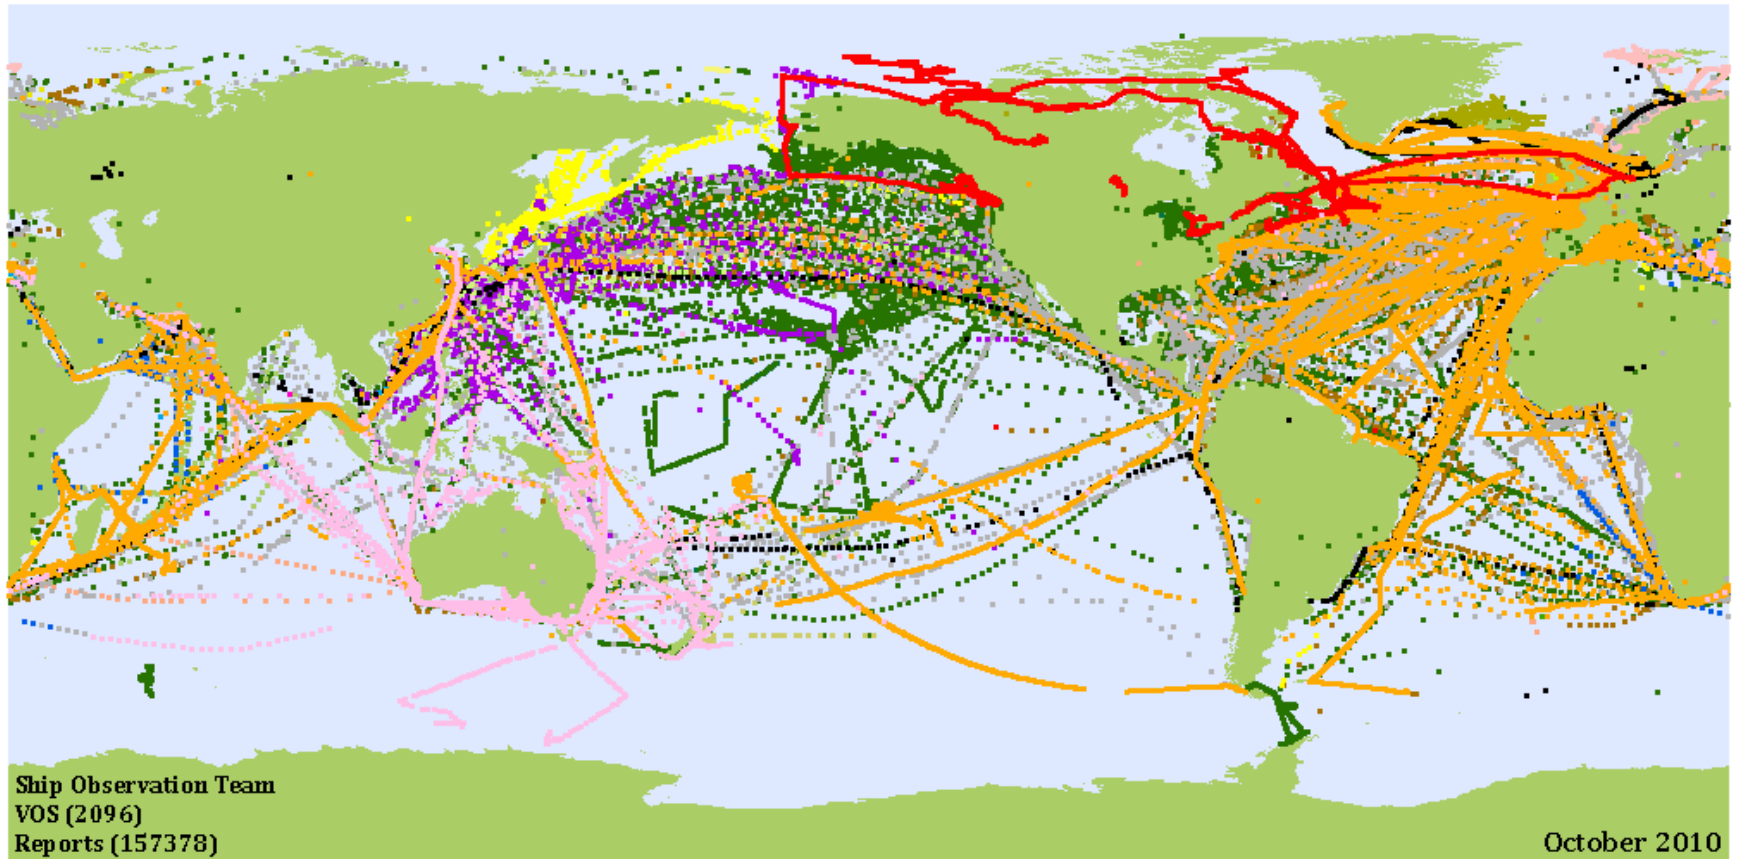 Ship Observation Team
VOS (2096)
Reports (157378)
October 2010